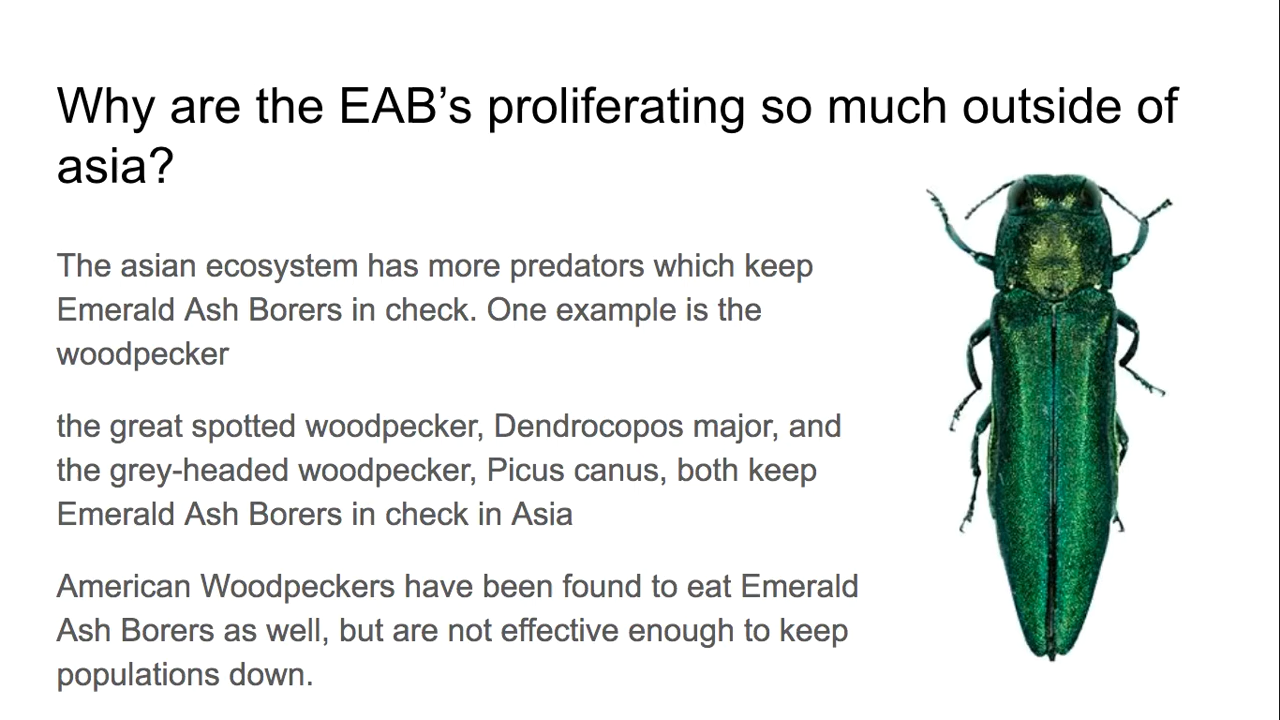 Why are the EAB’s proliferating so much outside of
asia?
The asian ecosystem has more predators which keep
Emerald Ash Borers in check. One example is the
woodpecker
the great spotted woodpecker, Dendrocopos major, and
the grey-headed woodpecker, Picus canus, both keep
Emerald Ash Borers in check in Asia
American Woodpeckers have been found to eat Emerald
Ash Borers as well, but are not effective enough to keep
populations down.